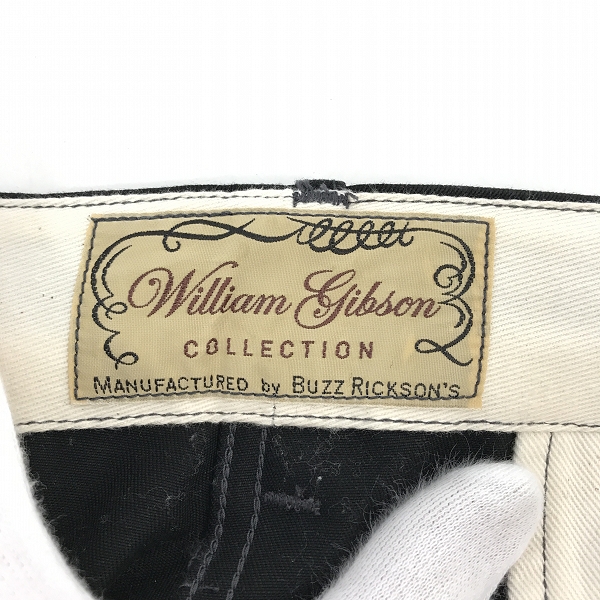 William Gibson
COLLECTION
MANUFACTURED by BUZZ RICKSON'S